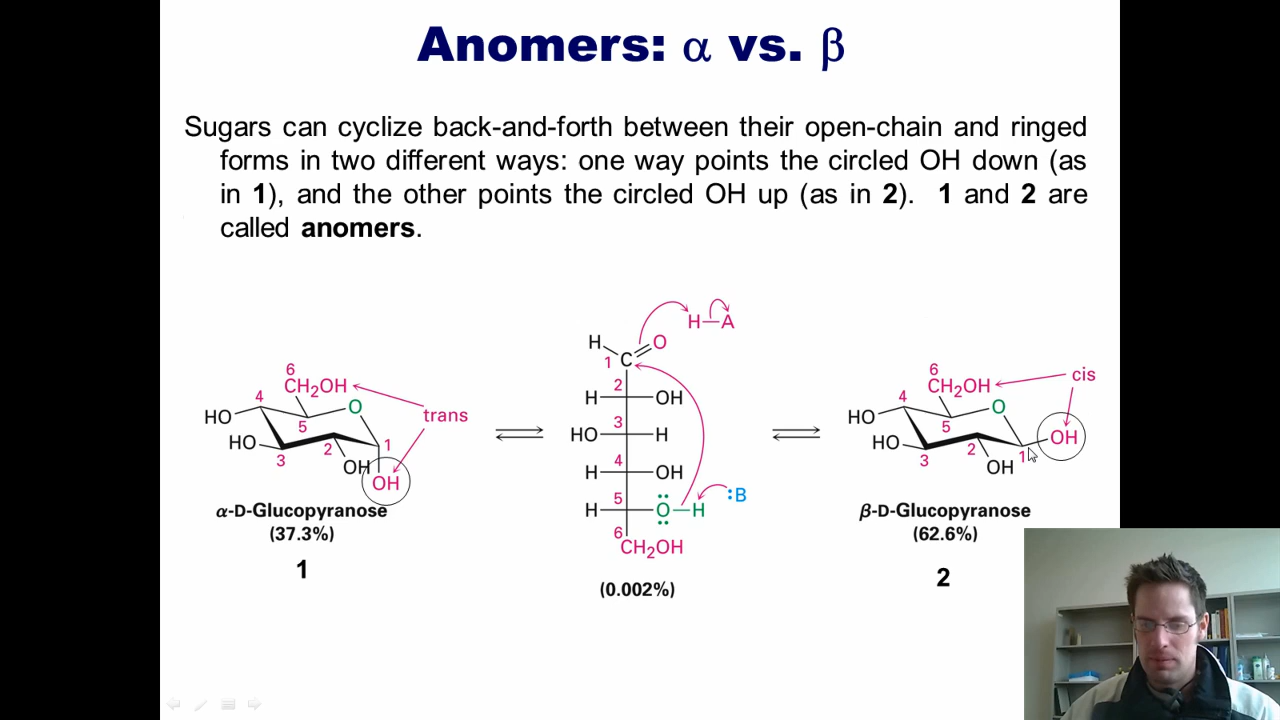 Anomers: α vs. β
Sugars can cyclize back-and-forth between their open-chain and ringed
forms in two different ways: one way points the circled OH down (as
in 1), and the other points the circled OH up (as in 2). 1 and 2 are
called anomers.
6
CH₂OH
4
HO
O
5
HO
3
2
1
OH
OH
trans
α-D-Glucopyranose
(37.3%)
1
H—A
H
O
1 C
2
H OH
3
HO H
4
H OH
5
H O—H
:B
6
CH₂OH
(0.002%)
6
CH₂OH
cis
4
HO
O
5
HO
3
2
1
OH
OH
β-D-Glucopyranose
(62.6%)
2